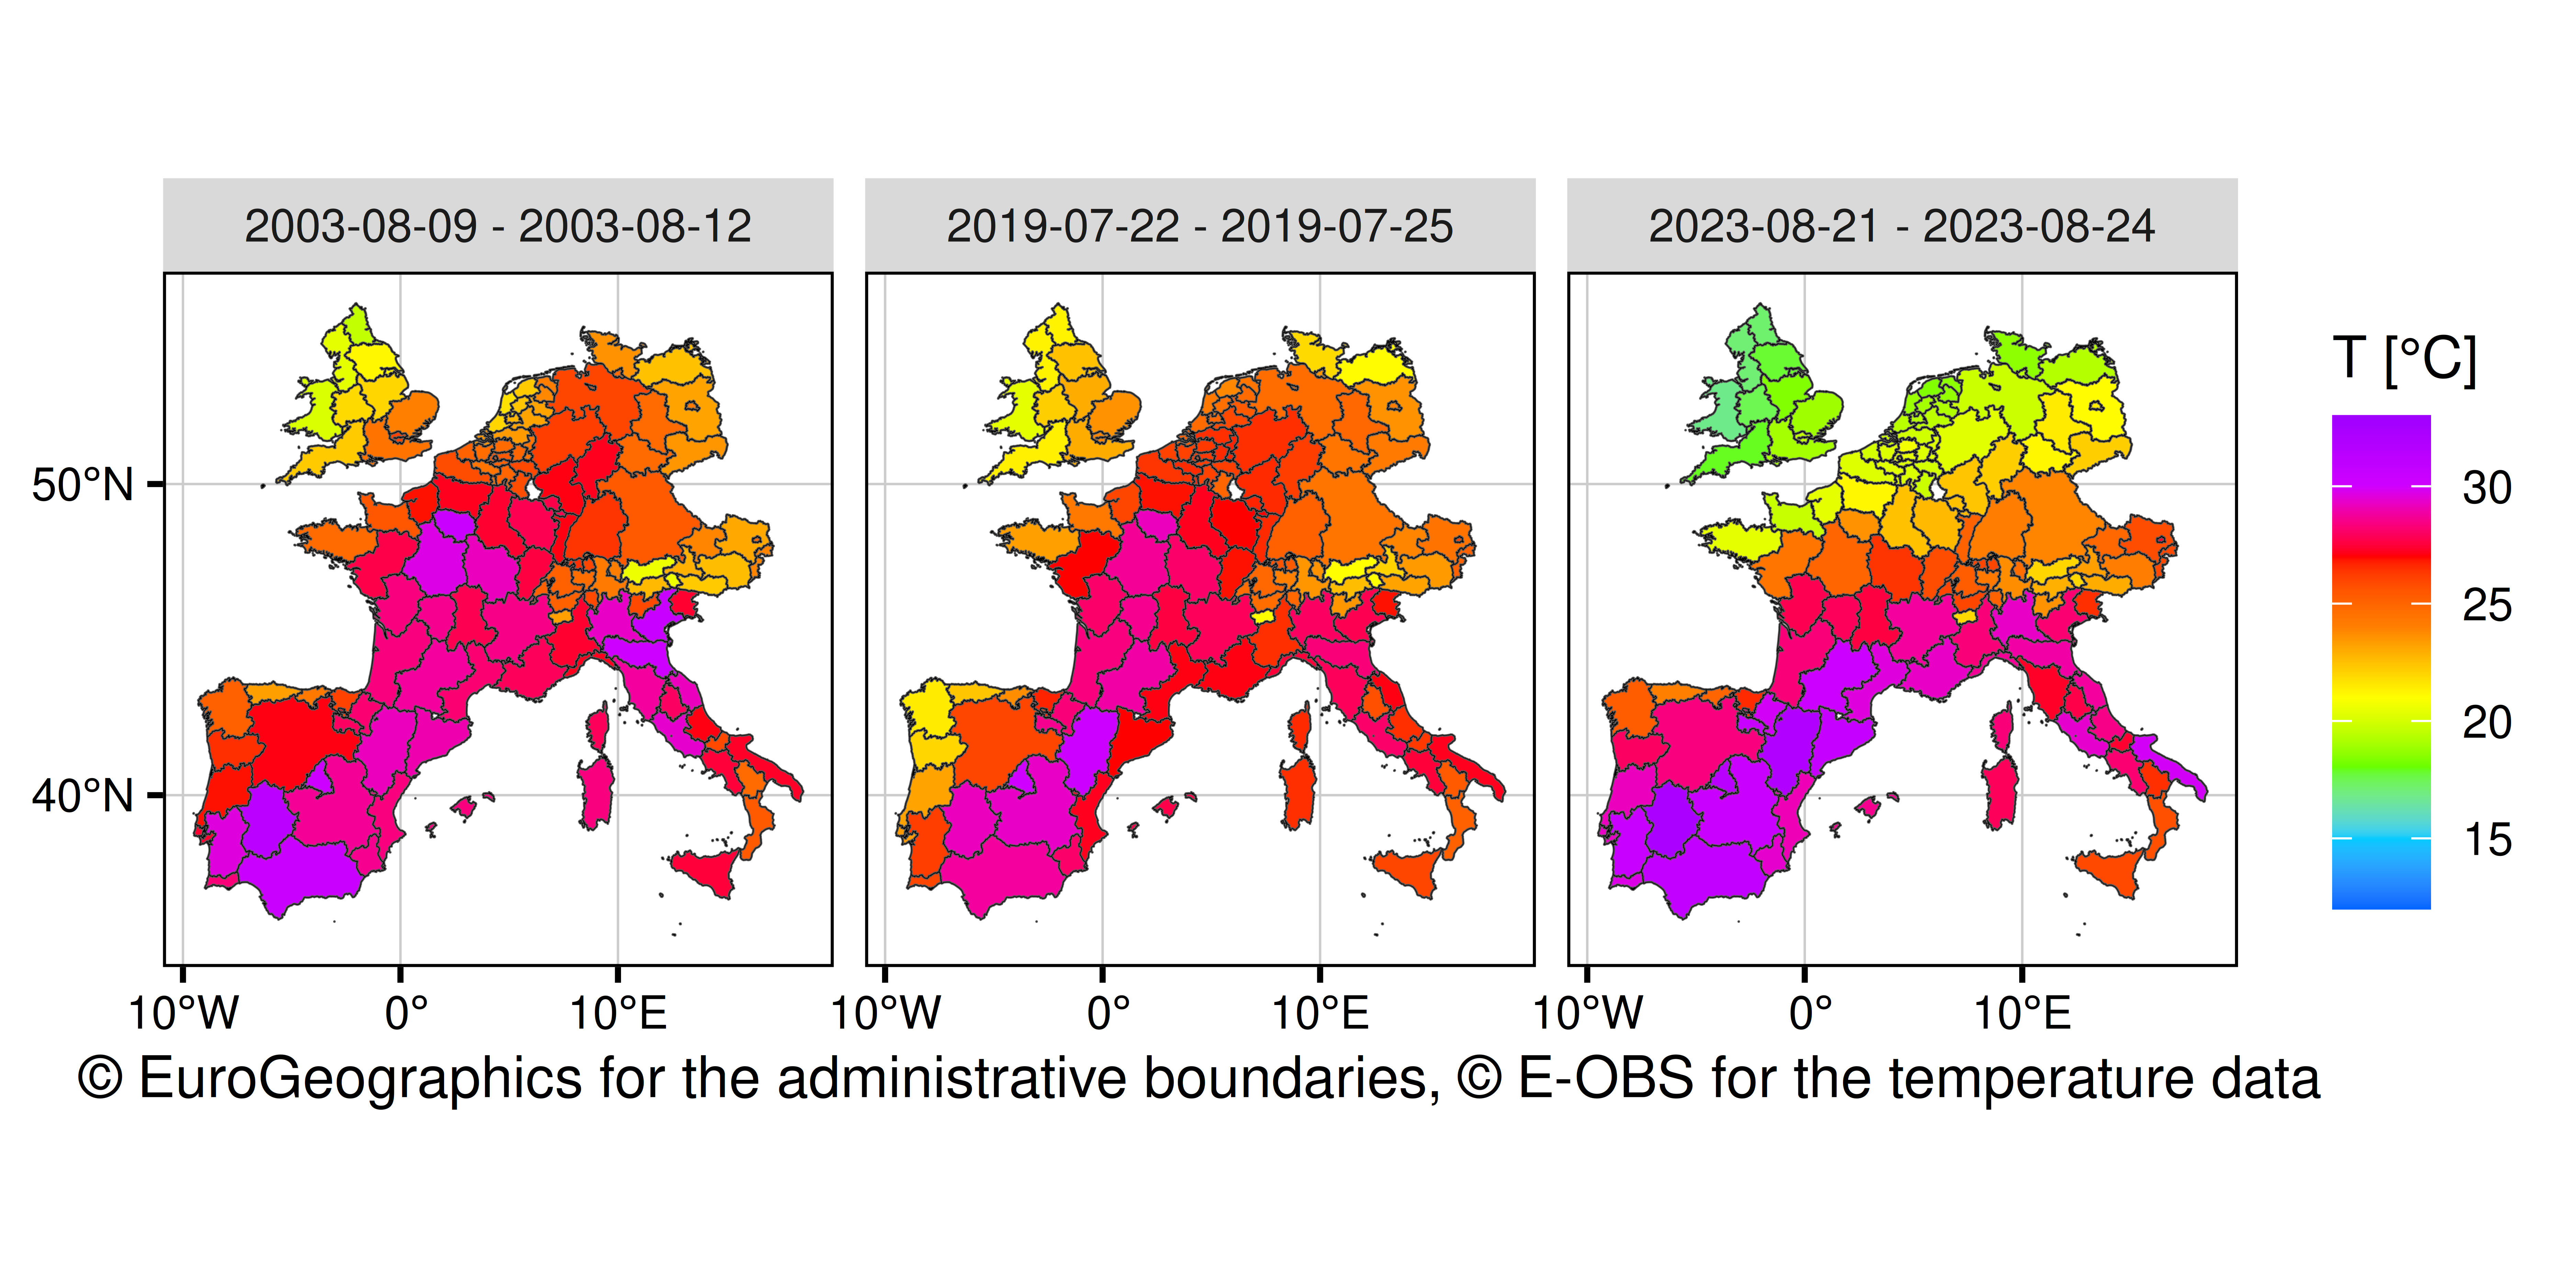 2003-08-09 - 2003-08-12
2019-07-22 - 2019-07-25
2023-08-21 - 2023-08-24
T [°C]
30
25
20
15
50°N
40°N
10°W 0° 10°E 10°W 0° 10°E 10°W 0° 10°E
© EuroGeographics for the administrative boundaries, © E-OBS for the temperature data